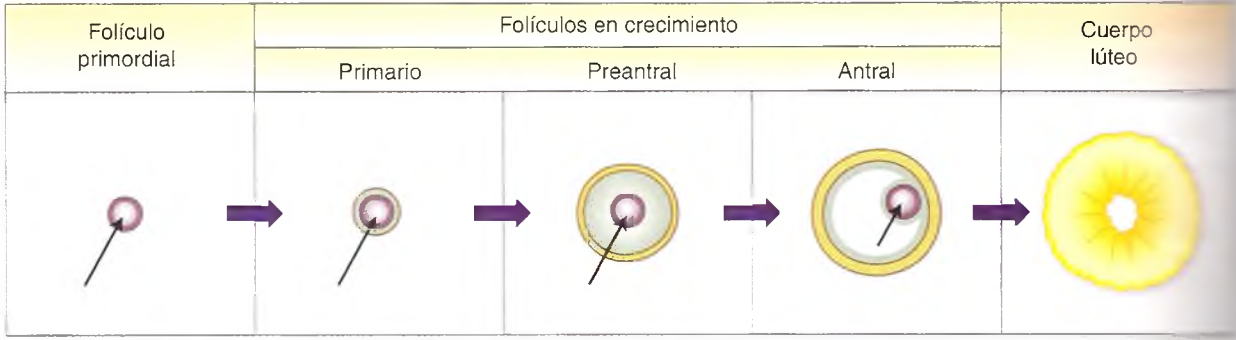 Folículo
primordial
Folículos en crecimiento
Primario
Preantral
Antral
Cuerpo
lúteo